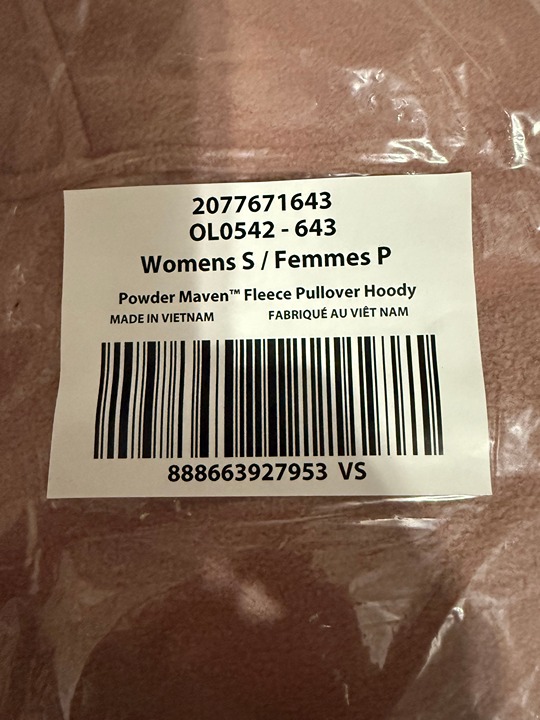 2077671643
OL0542 - 643
Womens S / Femmes P
Powder Maven™ Fleece Pullover Hoody
MADE IN VIETNAM FABRIQUÉ AU VIÊT NAM
888663927953 VS